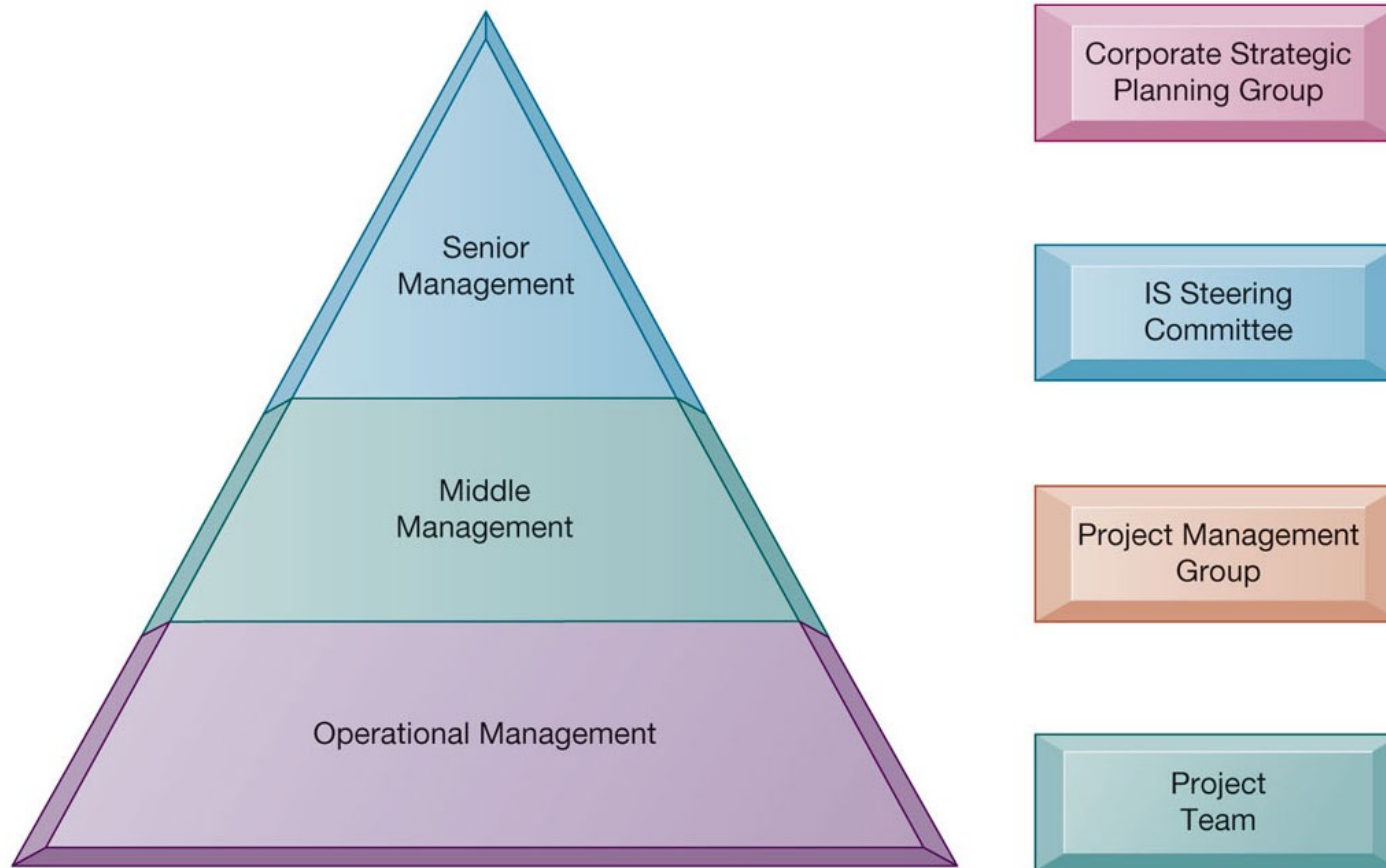 Senior
Management
Middle
Management
Operational Management
Corporate Strategic
Planning Group
IS Steering
Committee
Project Management
Group
Project
Team